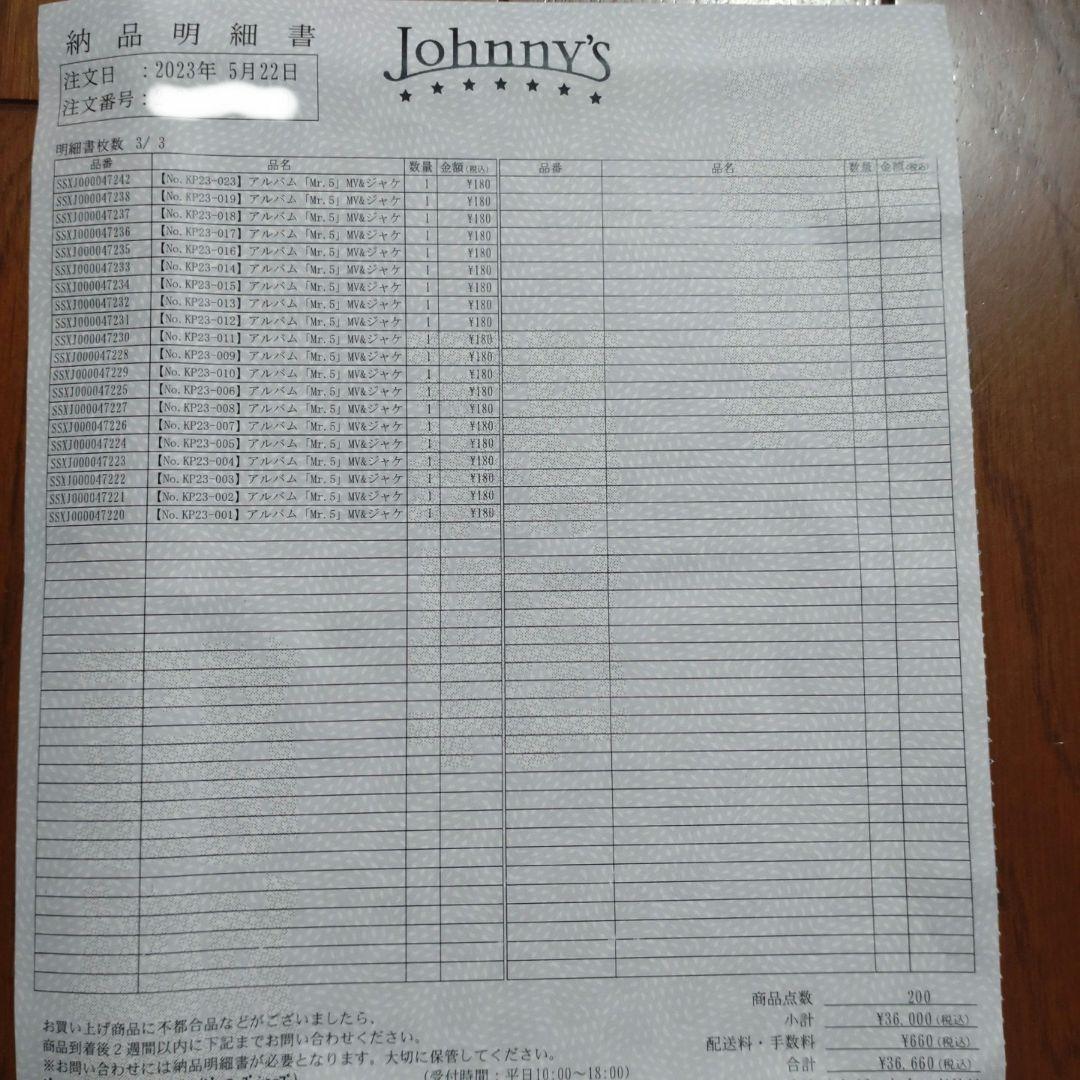 納品明細書
Johnny's
注文日 ：2023年 5月22日
注文番号：
明細書枚数 3/ 3
品番 品名 数量 金額(税込) 品番 品名 数量 金額(税込)
SSXJ000047242 【No.KP23-023】アルバム「Mr.5」MV&ジャケ 1 ¥180
SSXJ000047238 【No.KP23-019】アルバム「Mr.5」MV&ジャケ 1 ¥180
SSXJ000047237 【No.KP23-018】アルバム「Mr.5」MV&ジャケ 1 ¥180
SSXJ000047236 【No.KP23-017】アルバム「Mr.5」MV&ジャケ 1 ¥180
SSXJ000047235 【No.KP23-016】アルバム「Mr.5」MV&ジャケ 1 ¥180
SSXJ000047233 【No.KP23-014】アルバム「Mr.5」MV&ジャケ 1 ¥180
SSXJ000047234 【No.KP23-015】アルバム「Mr.5」MV&ジャケ 1 ¥180
SSXJ000047232 【No.KP23-013】アルバム「Mr.5」MV&ジャケ 1 ¥180
SSXJ000047231 【No.KP23-012】アルバム「Mr.5」MV&ジャケ 1 ¥180
SSXJ000047230 【No.KP23-011】アルバム「Mr.5」MV&ジャケ 1 ¥180
SSXJ000047228 【No.KP23-009】アルバム「Mr.5」MV&ジャケ 1 ¥180
SSXJ000047229 【No.KP23-010】アルバム「Mr.5」MV&ジャケ 1 ¥180
SSXJ000047225 【No.KP23-006】アルバム「Mr.5」MV&ジャケ 1 ¥180
SSXJ000047227 【No.KP23-008】アルバム「Mr.5」MV&ジャケ 1 ¥180
SSXJ000047226 【No.KP23-007】アルバム「Mr.5」MV&ジャケ 1 ¥180
SSXJ000047224 【No.KP23-005】アルバム「Mr.5」MV&ジャケ 1 ¥180
SSXJ000047223 【No.KP23-004】アルバム「Mr.5」MV&ジャケ 1 ¥180
SSXJ000047222 【No.KP23-003】アルバム「Mr.5」MV&ジャケ 1 ¥180
SSXJ000047221 【No.KP23-002】アルバム「Mr.5」MV&ジャケ 1 ¥180
SSXJ000047220 【No.KP23-001】アルバム「Mr.5」MV&ジャケ 1 ¥180
商品点数 200
小計 ¥36,000(税込)
配送料・手数料 ¥660(税込)
合計 ¥36,660(税込)
お買い上げ商品に不都合品などがございましたら、
商品到着後２週間以内に下記までお問い合わせください。
※お問い合わせには納品明細書が必要となります。大切に保管してください。
(受付時間：平日10:00～18:00)